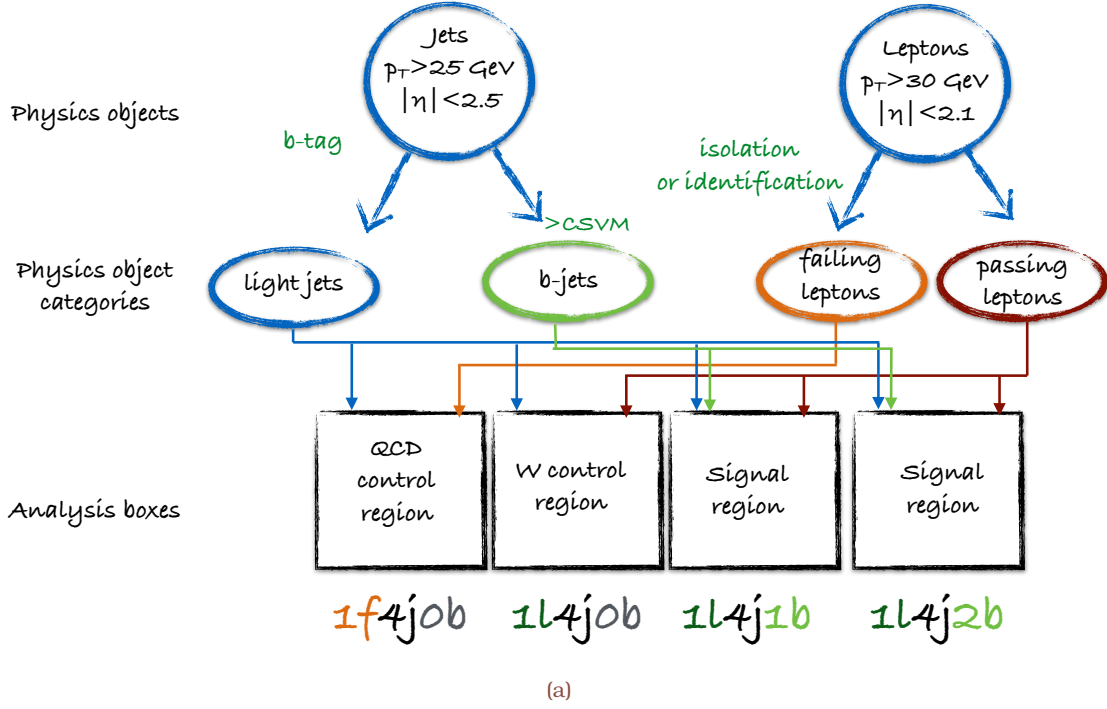 Jets
pT>25 GeV
|η|<2.5
Leptons
pT>30 GeV
|η|<2.1
Physics objects
b-tag
isolation
or identification
>CSVM
Physics object
categories
light jets
b-jets
failing
leptons
passing
leptons
Analysis boxes
QCD
control
region
W control
region
Signal
region
Signal
region
1f4j0b
1l4j0b
1l4j1b
1l4j2b
(a)